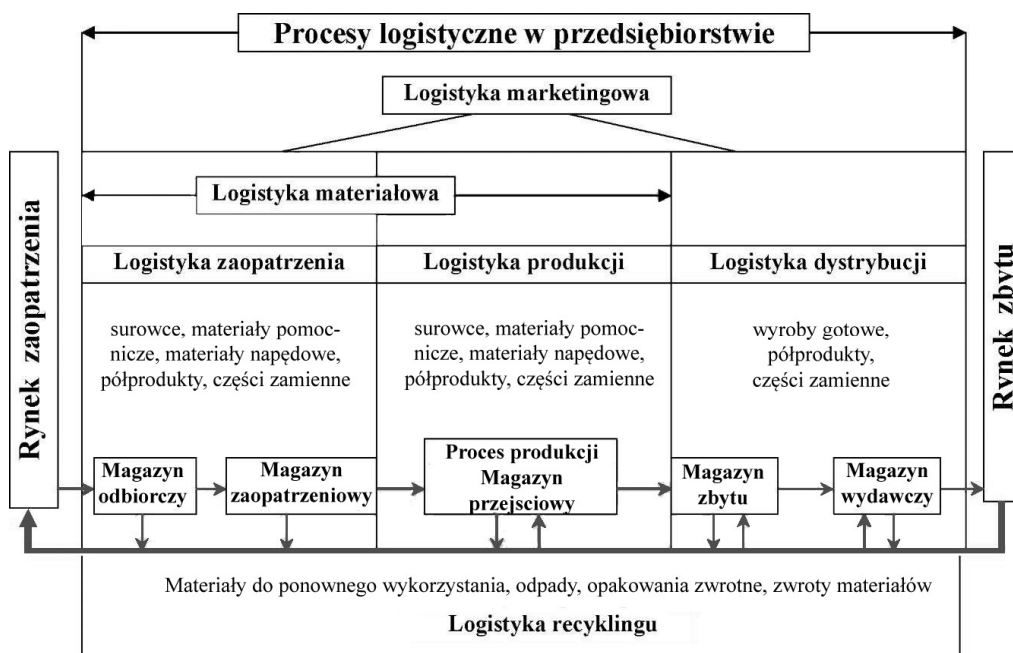 Procesy logistyczne w przedsiębiorstwie
Logistyka marketingowa
Rynek zaopatrzenia
Logistyka materiałowa
Logistyka zaopatrzenia
Logistyka produkcji
Logistyka dystrybucji
surowce, materiały pomoc-
nicze, materiały napędowe,
półprodukty, części zamienne
surowce, materiały pomoc-
nicze, materiały napędowe,
półprodukty, części zamienne
wyroby gotowe,
półprodukty,
części zamienne
Magazyn
odbiorczy
Magazyn
zaopatrzeniowy
Proces produkcji
Magazyn
przejsciowy
Magazyn
zbytu
Magazyn
wydawczy
Rynek zbytu
Materiały do ponownego wykorzystania, odpady, opakowania zwrotne, zwroty materiałów
Logistyka recyklingu